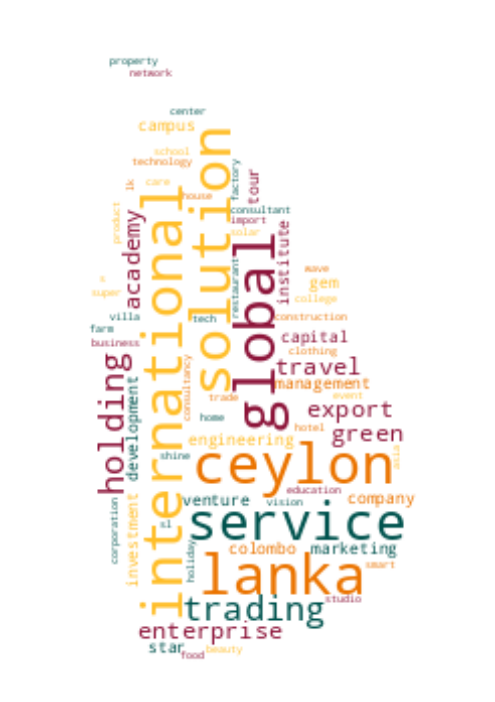 property
network
center
campus
solution
school
technology
factory
tour
lk
care
house
international
product
academy
consultant
import
solar
institute
global
restaurant
wave
s
gem
super
college
villa
tech
construction
farm
business
capital
clothing
holding
consultancy
travel
development
management
trade
event
home
export
hotel
green
engineering
ceylon
asia
shine
education
investment
corporation
venture
vision
company
sl
service
holiday
colombo
marketing
lanka
smart
trading
studio
enterprise
star
food
beauty